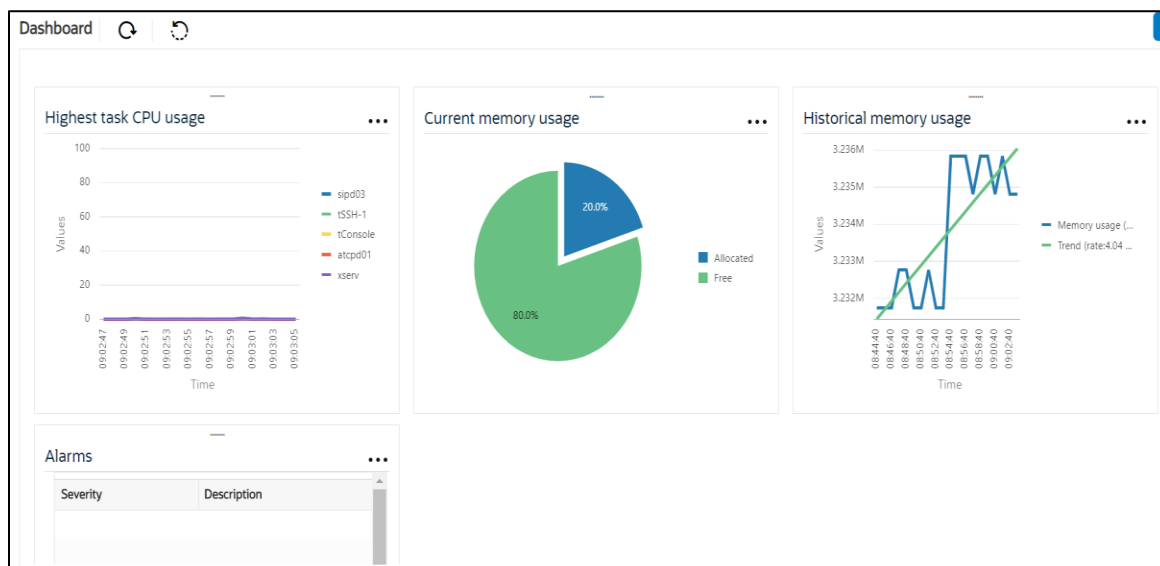 Dashboard
Highest task CPU usage
...
100
80
60
40
20
0
Values
09:02:47
09:02:49
09:02:51
09:02:53
09:02:55
09:02:57
09:02:59
09:03:01
09:03:03
09:03:05
Time
sipd03
tSSH-1
tConsole
atcpd01
xserv
Current memory usage
...
20.0%
80.0%
Allocated
Free
Historical memory usage
...
3.236M
3.235M
3.234M
3.233M
3.232M
Values
08:44:40
08:46:40
08:48:40
08:50:40
08:52:40
08:54:40
08:56:40
08:58:40
09:00:40
09:02:40
Time
Memory usage (...
Trend (rate:4.04 ...
Alarms
...
Severity Description